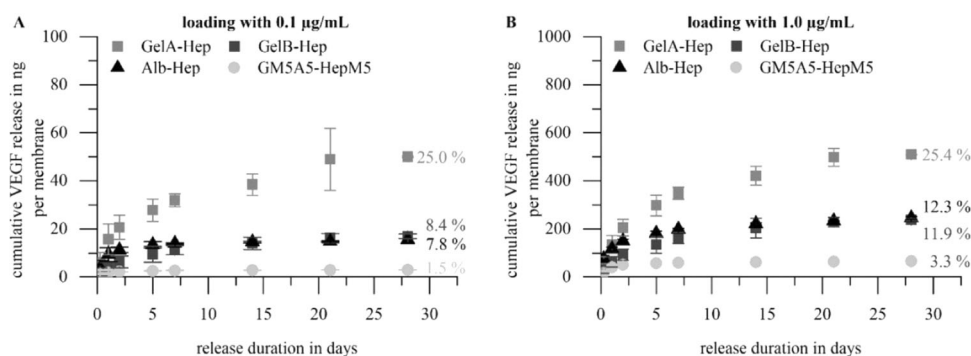 A
loading with 0.1 µg/mL
GelA-Hep
GelB-Hep
Alb-Hep
GM5A5-HepM5
cumulative VEGF release in ng
per membrane
100
80
60
40
20
0
25.0 %
8.4 %
7.8 %
1.5 %
0 5 10 15 20 25 30
release duration in days
B
loading with 1.0 µg/mL
GelA-Hep
GelB-Hep
Alb-Hep
GM5A5-HepM5
cumulative VEGF release in ng
per membrane
1000
800
600
400
200
0
25.4 %
12.3 %
11.9 %
3.3 %
0 5 10 15 20 25 30
release duration in days